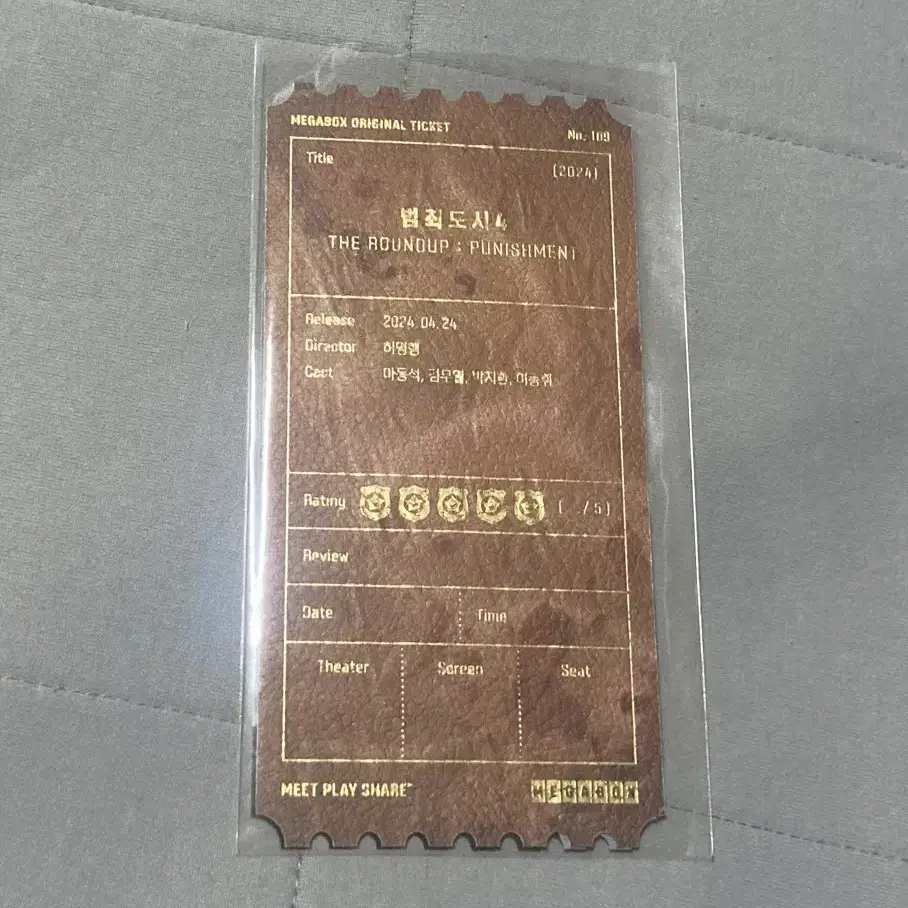 MEGABOX ORIGINAL TICKET
No. 109
Title
(2024)
범죄도시4
THE ROUNDUP : PUNISHMENT
Release 2024.04.24
Director 허명행
Cast 마동석, 김무열, 박지환, 이동휘
Rating ( /5)
Review
Date Time
Theater Screen Seat
MEET PLAY SHARE™
MEGABOX